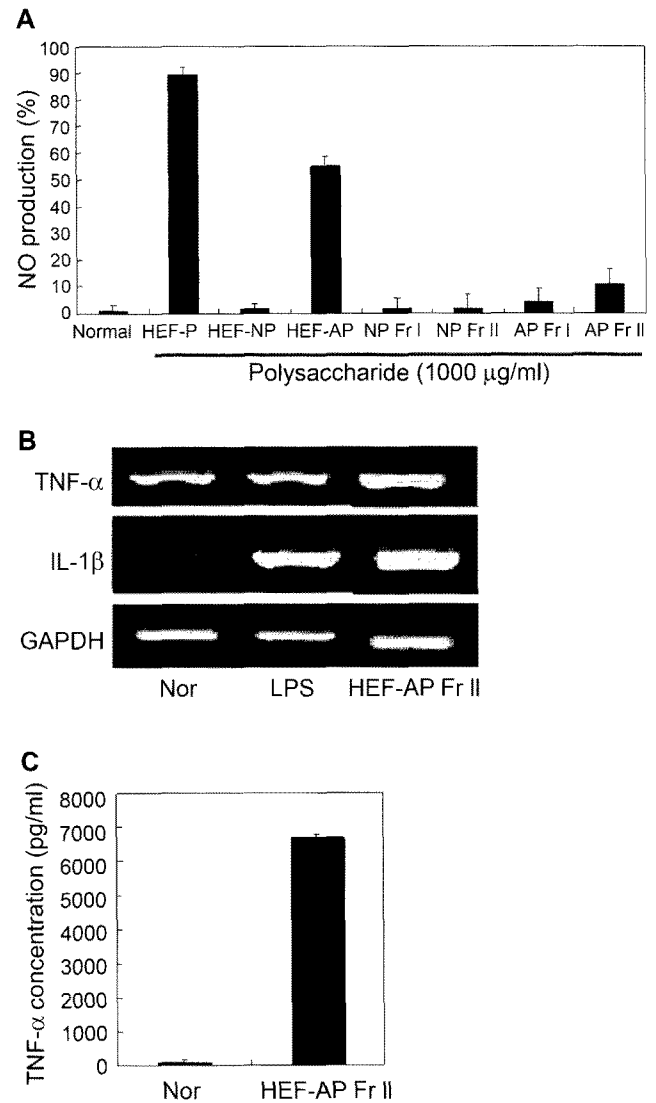 A
NO production (%)
100
90
80
70
60
50
40
30
20
10
0
Normal HEF-P HEF-NP HEF-AP NP Fr I NP Fr II AP Fr I AP Fr II
Polysaccharide (1000 μg/ml)
B
TNF-α
IL-1β
GAPDH
Nor LPS HEF-AP Fr II
C
TNF-α concentration (pg/ml)
8000
7000
6000
5000
4000
3000
2000
1000
0
Nor HEF-AP Fr II